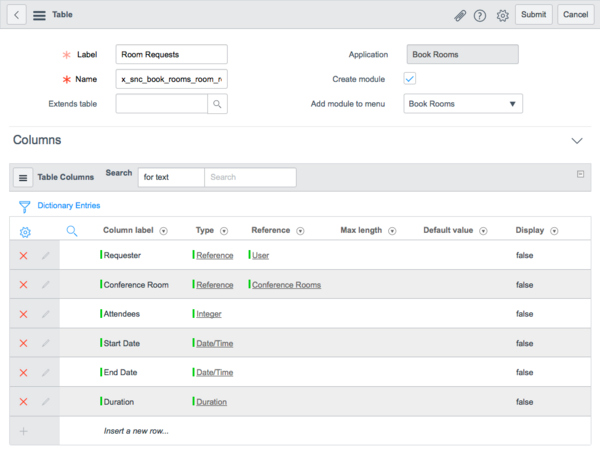 Table Submit Cancel
Label Room Requests Application Book Rooms
Name x_snc_book_rooms_room_r Create module
Extends table Add module to menu Book Rooms
Columns
Table Columns Search for text Search
Dictionary Entries
Column label Type Reference Max length Default value Display
Requester Reference User false
Conference Room Reference Conference Rooms false
Attendees Integer false
Start Date Date/Time false
End Date Date/Time false
Duration Duration false
Insert a new row...